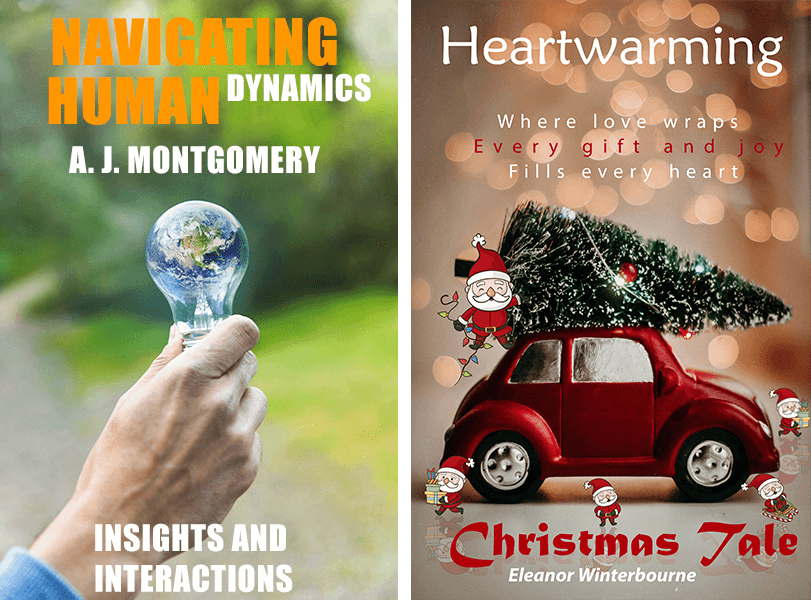 NAVIGATING
HUMAN DYNAMICS
A. J. MONTGOMERY
INSIGHTS AND
INTERACTIONS
Heartwarming
Where love wraps
Every gift and joy
Fills every heart
Christmas Tale
Eleanor Winterbourne